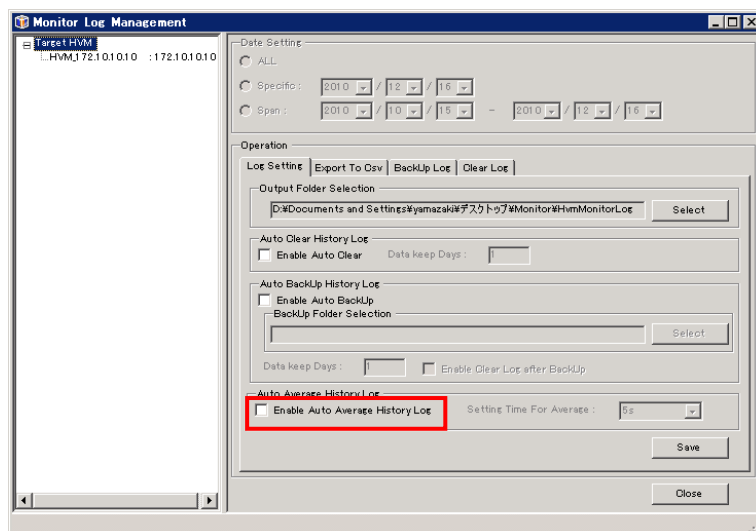 Monitor Log Management
Target HVM
HVM_172.10.10.10 : 172.10.10.10
Date Setting
ALL
Specific : 2010 / 12 / 16
Span : 2010 / 10 / 15 - 2010 / 12 / 16
Operation
Log Setting Export To Csv BackUp Log Clear Log
Output Folder Selection
D:¥Documents and Settings¥yamazaki¥デスクトップ¥Monitor¥HvmMonitorLog Select
Auto Clear History Log
Enable Auto Clear Data keep Days : 1
Auto BackUp History Log
Enable Auto BackUp
BackUp Folder Selection
Select
Data keep Days : 1 Enable Clear Log after BackUp
Auto Average History Log
Enable Auto Average History Log Setting Time For Average : 5s
Save
Close